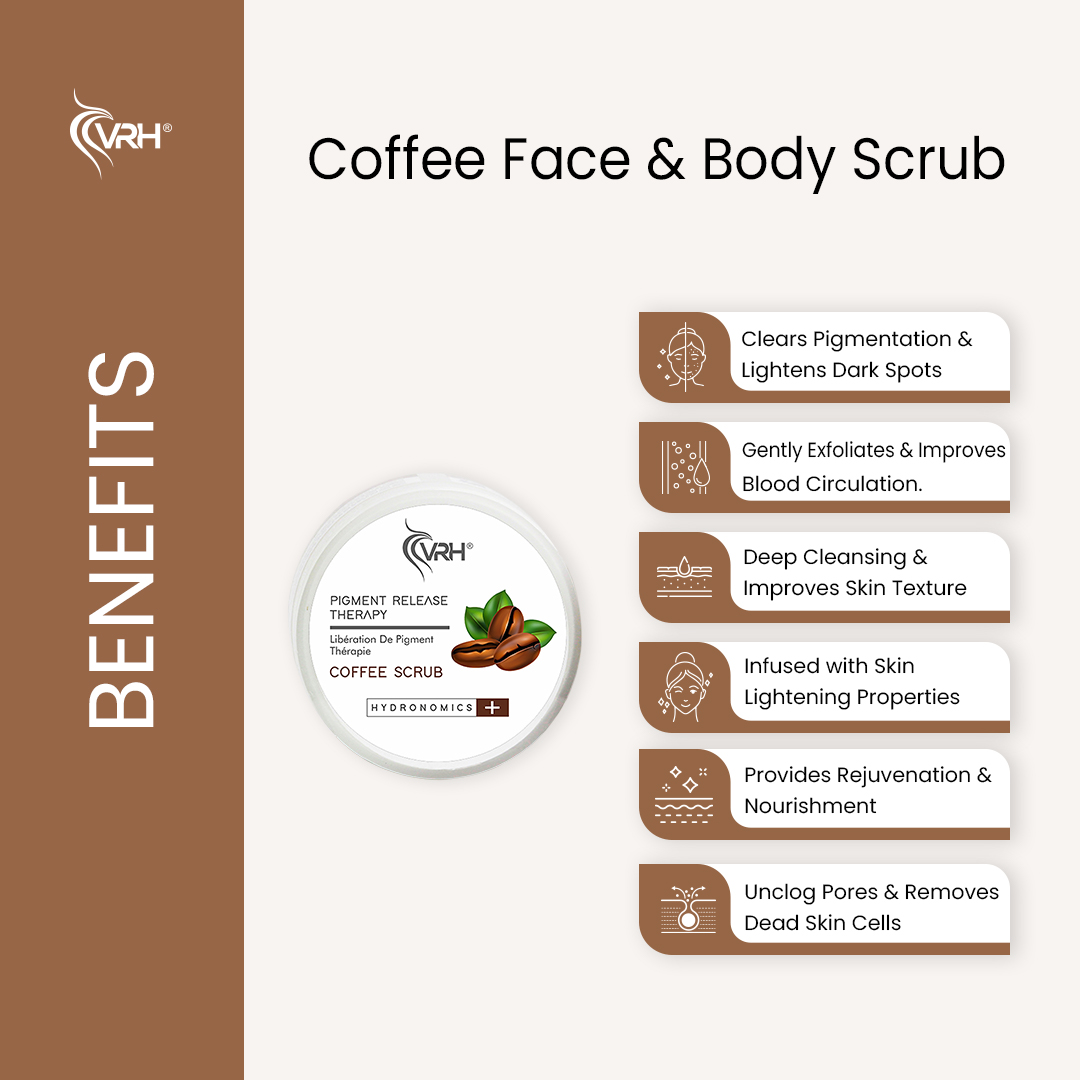 VRH®
Coffee Face & Body Scrub
BENEFITS
VRH®
PIGMENT RELEASE
THERAPY
Libération De Pigment
Thérapie
COFFEE SCRUB
HYDRONOMICS +
Clears Pigmentation &
Lightens Dark Spots
Gently Exfoliates & Improves
Blood Circulation.
Deep Cleansing &
Improves Skin Texture
Infused with Skin
Lightening Properties
Provides Rejuvenation &
Nourishment
Unclog Pores & Removes
Dead Skin Cells